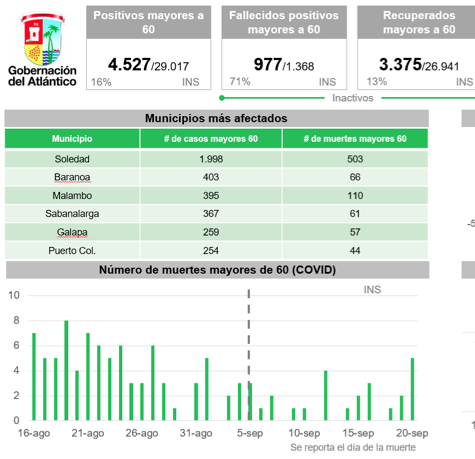 Gobernación
del Atlántico
Positivos mayores a
60
4.527/29.017
16%
INS
Fallecidos positivos
mayores a 60
977/1.368
71%
INS
Recuperados
mayores a 60
3.375/26.941
13%
INS
Inactivos
Municipios más afectados
Municipio # de casos mayores 60 # de muertes mayores 60
Soledad 1.998 503
Baranoa 403 66
Malambo 395 110
Sabanalarga 367 61
Galapa 259 57
Puerto Col. 254 44
Número de muertes mayores de 60 (COVID)
INS
10
8
6
4
2
0
16-ago 21-ago 26-ago 31-ago 5-sep 10-sep 15-sep 20-sep
Se reporta el día de la muerte